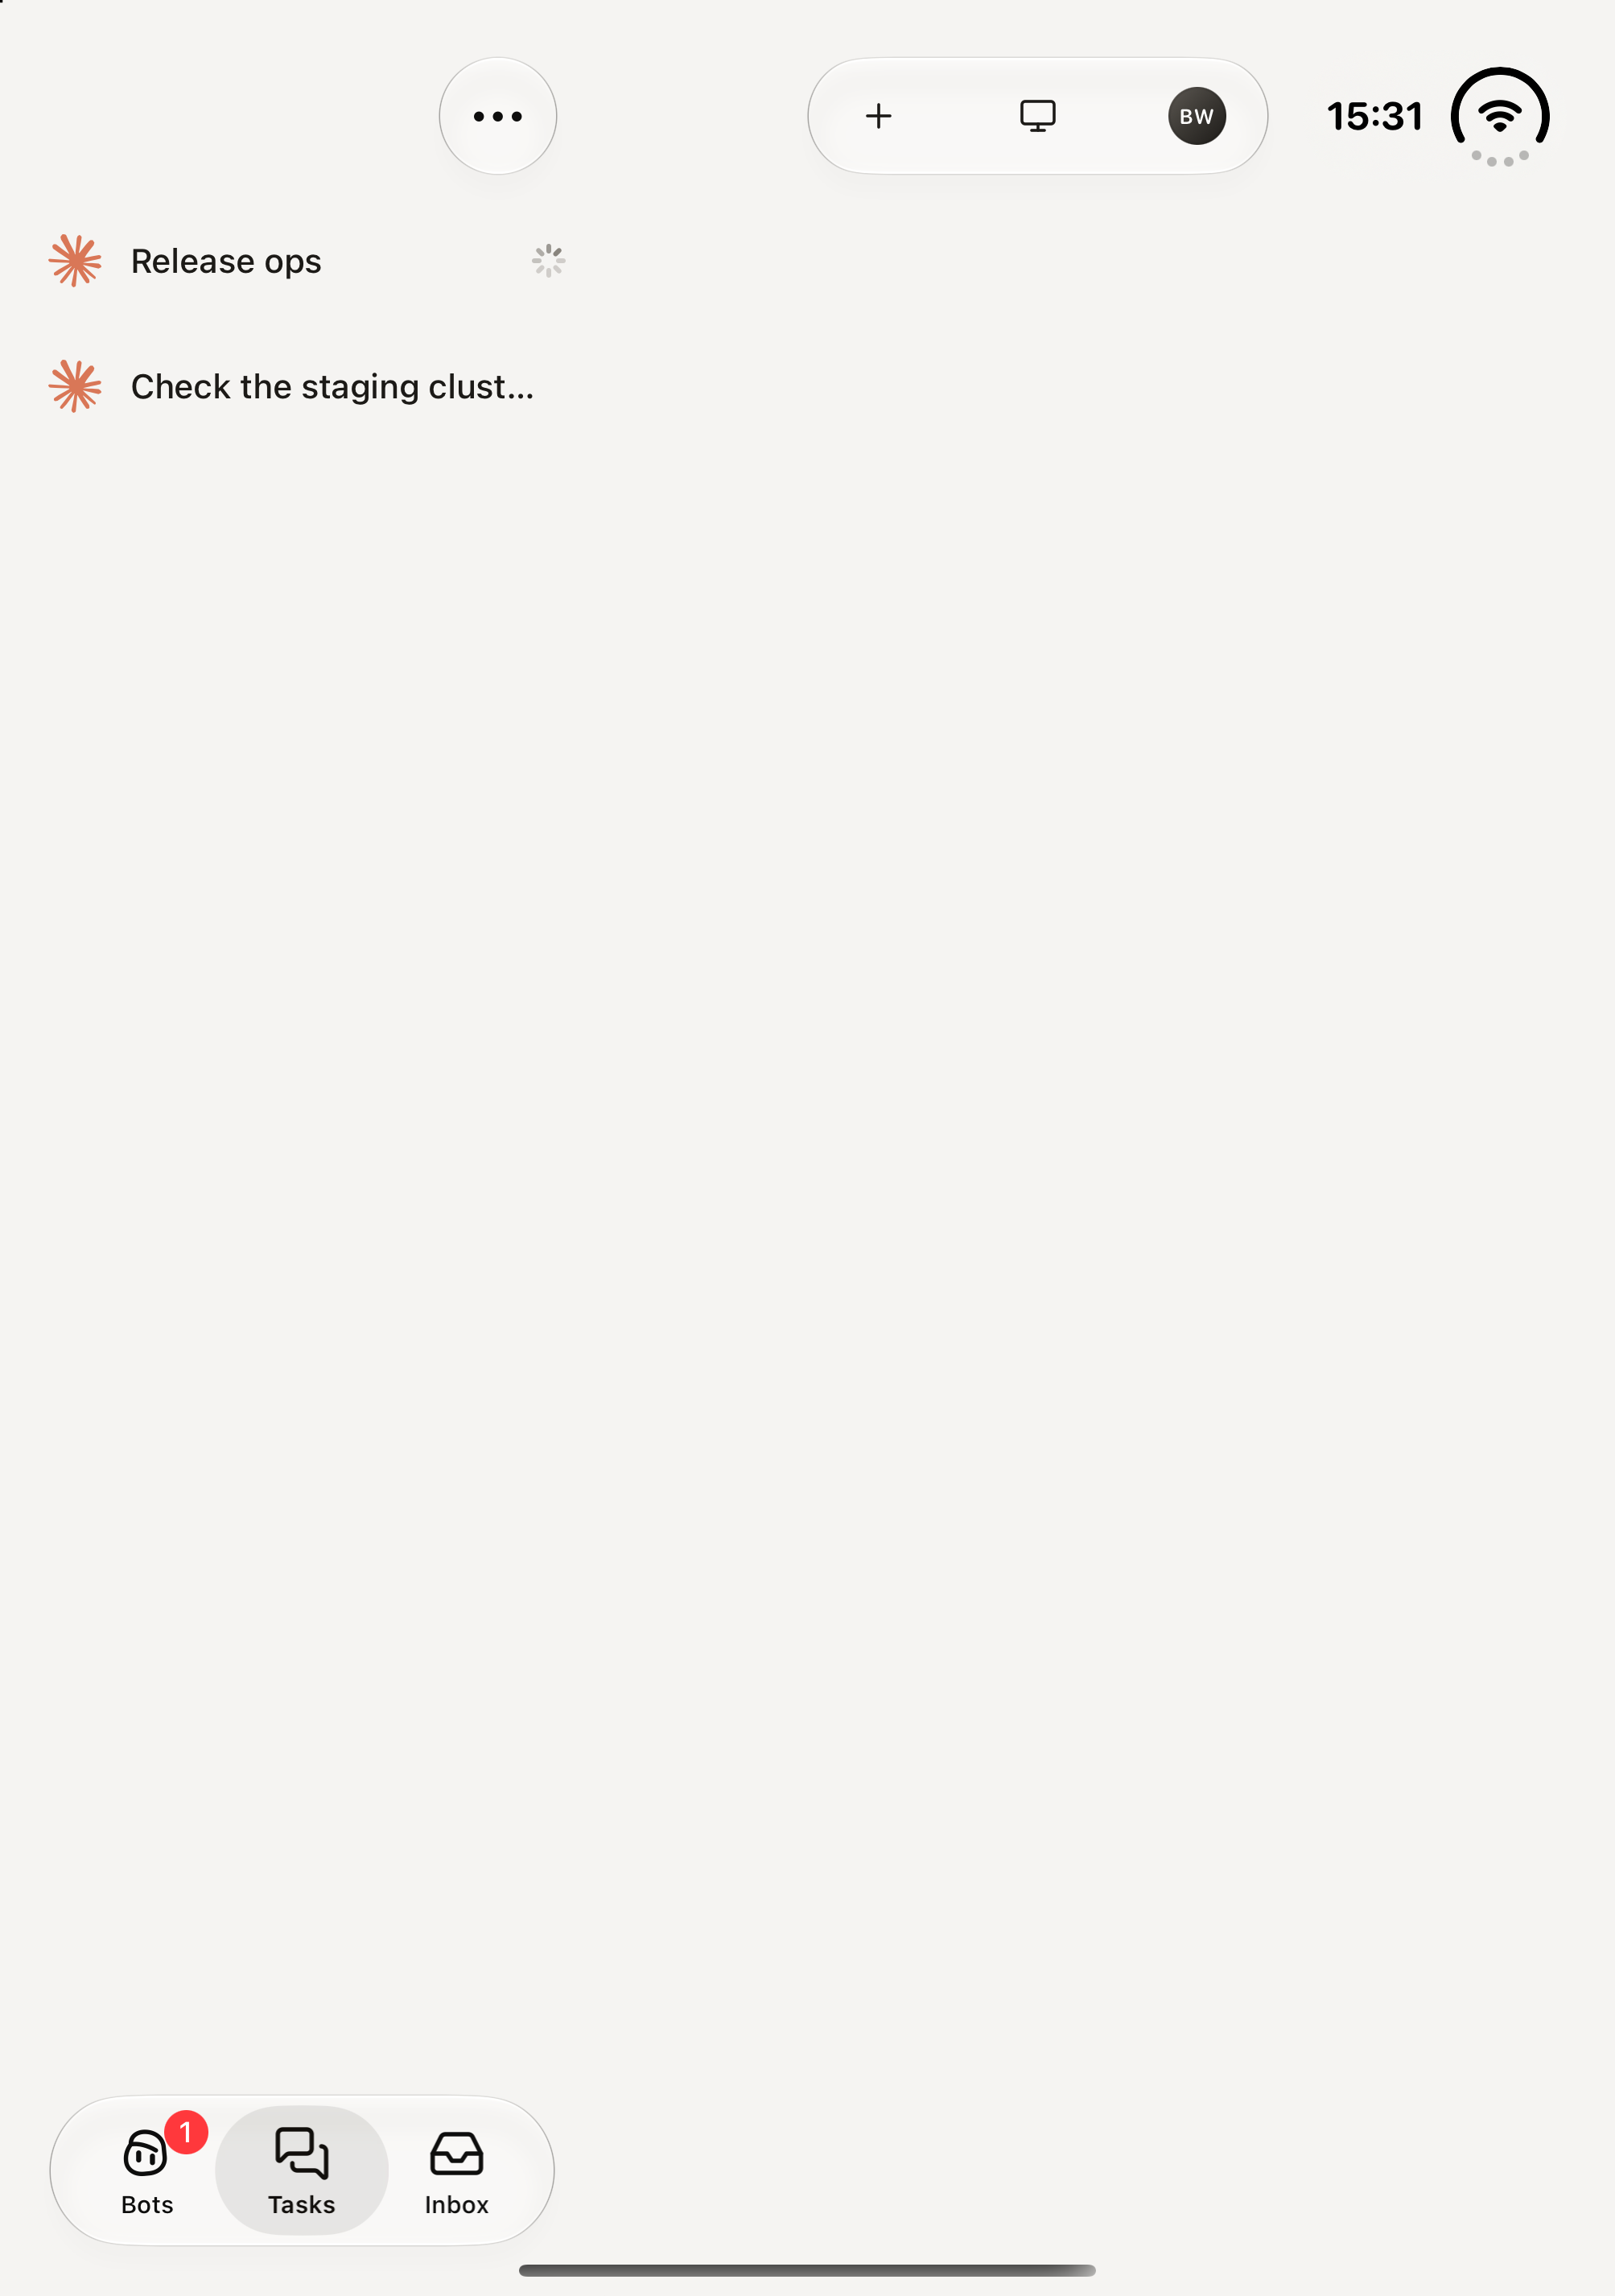 BW
15:31
Release ops
Check the staging clust...
1
Bots
Tasks
Inbox